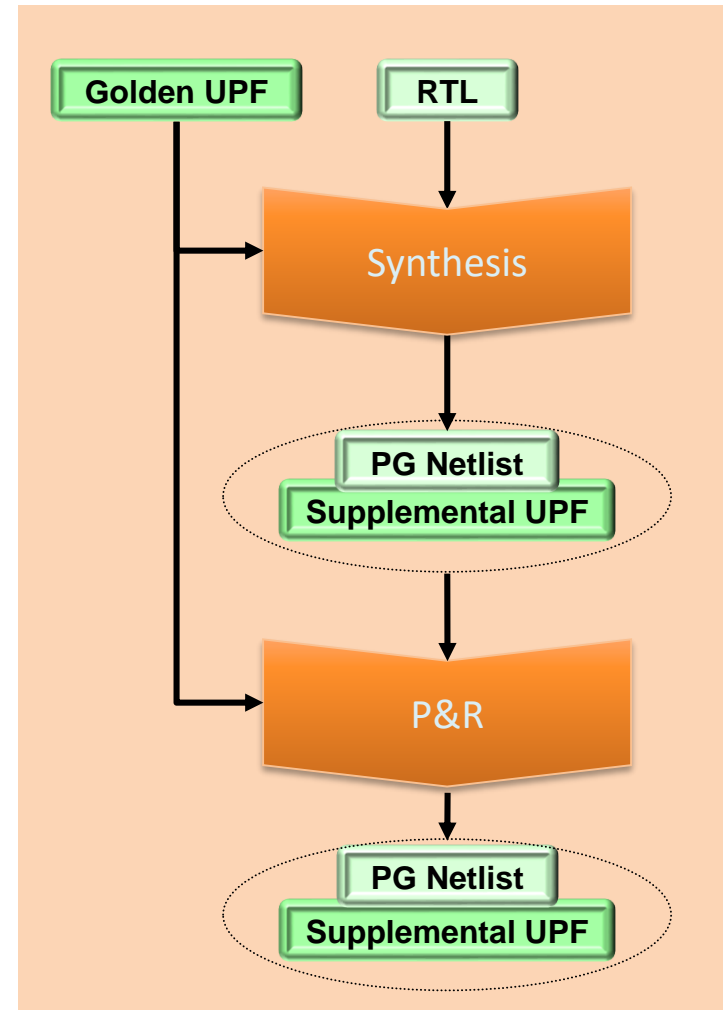 Golden UPF
RTL
Synthesis
PG Netlist
Supplemental UPF
P&R
PG Netlist
Supplemental UPF